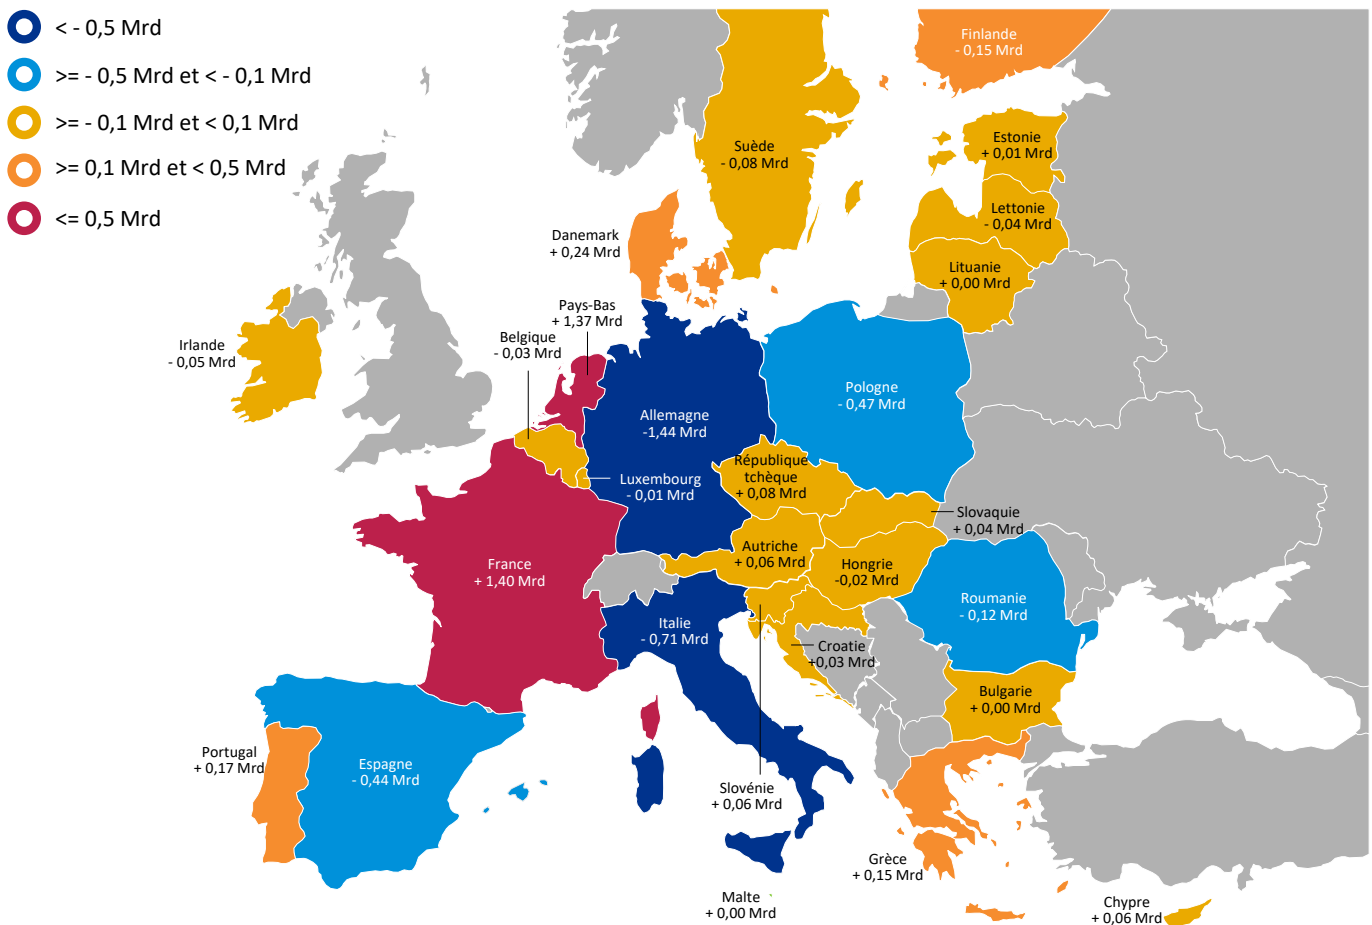 < - 0,5 Mrd
>= - 0,5 Mrd et < - 0,1 Mrd
>= - 0,1 Mrd et < 0,1 Mrd
>= 0,1 Mrd et < 0,5 Mrd
<= 0,5 Mrd
Finlande
- 0,15 Mrd
Suède
- 0,08 Mrd
Estonie
+ 0,01 Mrd
Lettonie
- 0,04 Mrd
Lituanie
+ 0,00 Mrd
Danemark
+ 0,24 Mrd
Pays-Bas
+ 1,37 Mrd
Belgique
- 0,03 Mrd
Irlande
- 0,05 Mrd
Allemagne
-1,44 Mrd
Pologne
- 0,47 Mrd
République
tchèque
+ 0,08 Mrd
Luxembourg
- 0,01 Mrd
Slovaquie
+ 0,04 Mrd
Autriche
+ 0,06 Mrd
Hongrie
-0,02 Mrd
France
+ 1,40 Mrd
Roumanie
- 0,12 Mrd
Italie
- 0,71 Mrd
Croatie
+0,03 Mrd
Bulgarie
+ 0,00 Mrd
Portugal
+ 0,17 Mrd
Espagne
- 0,44 Mrd
Slovénie
+ 0,06 Mrd
Grèce
+ 0,15 Mrd
Malte
+ 0,00 Mrd
Chypre
+ 0,06 Mrd